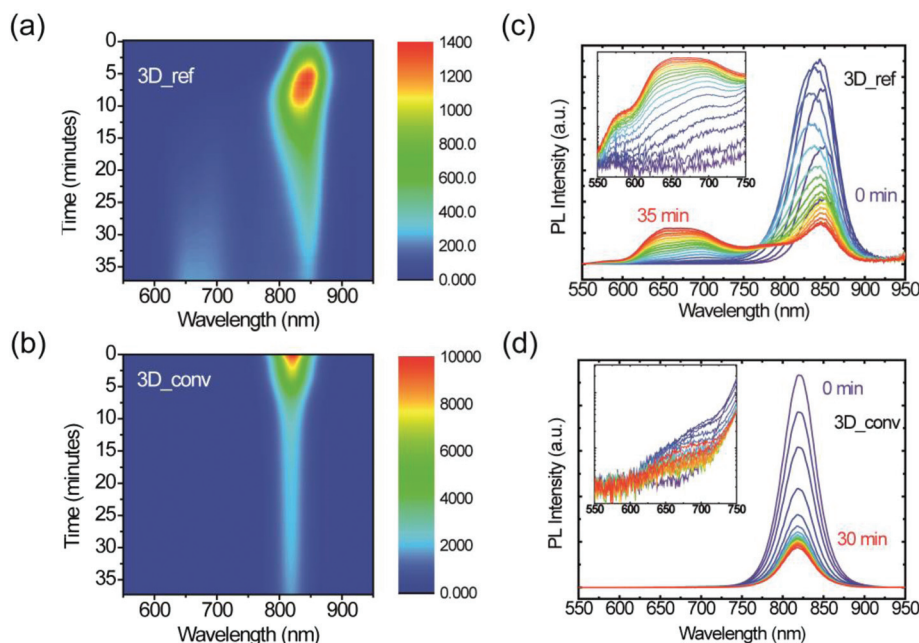 (a)
0
5
10
15
20
25
30
35
Time (minutes)
3D_ref
600 700 800 900
Wavelength (nm)
1400
1200
1000
800.0
600.0
400.0
200.0
0.000
(b)
0
5
10
15
20
25
30
35
Time (minutes)
3D_conv
600 700 800 900
Wavelength (nm)
10000
8000
6000
4000
2000
0.000
(c)
PL Intensity (a.u.)
3D_ref
550 600 650 700 750
0 min
35 min
550 600 650 700 750 800 850 900 950
Wavelength (nm)
(d)
PL Intensity (a.u.)
0 min
3D_conv
550 600 650 700 750
30 min
550 600 650 700 750 800 850 900 950
Wavelength (nm)